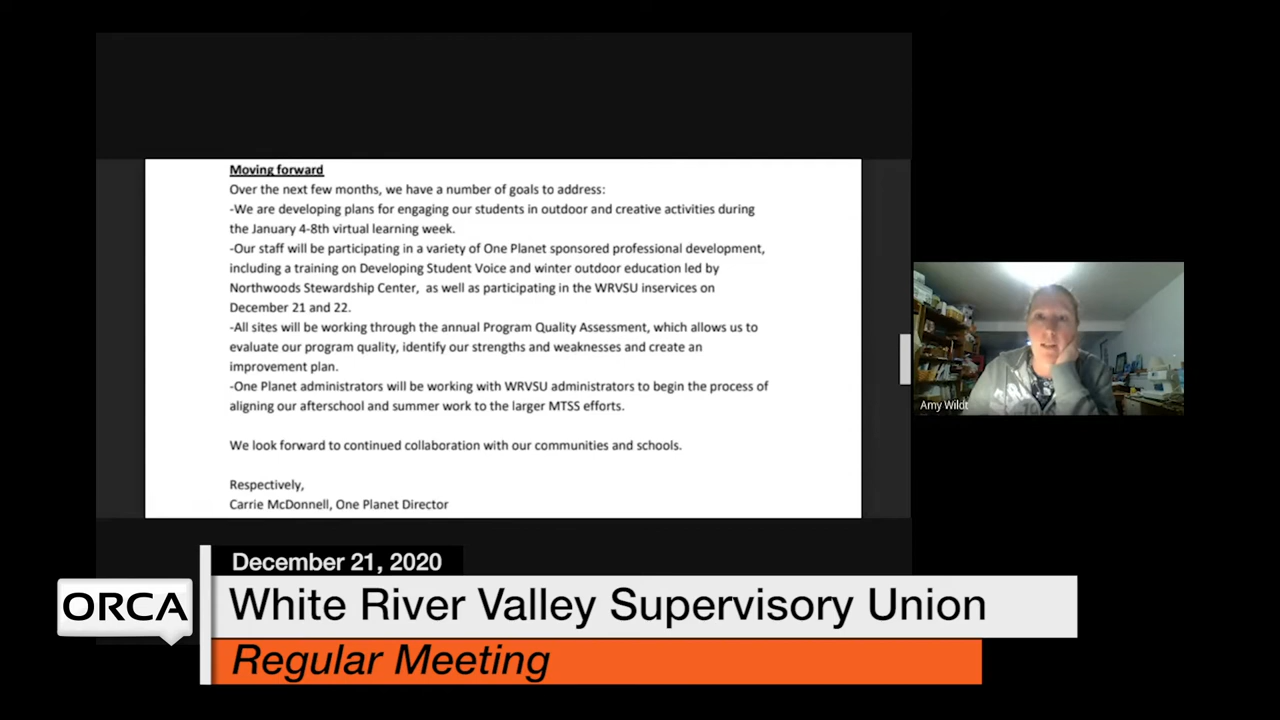 Moving forward
Over the next few months, we have a number of goals to address:
-We are developing plans for engaging our students in outdoor and creative activities during
the January 4-8th virtual learning week.
-Our staff will be participating in a variety of One Planet sponsored professional development,
including a training on Developing Student Voice and winter outdoor education led by
Northwoods Stewardship Center,  as well as participating in the WRVSU inservices on
December 21 and 22.
-All sites will be working through the annual Program Quality Assessment, which allows us to
evaluate our program quality, identify our strengths and weaknesses and create an
improvement plan.
-One Planet administrators will be working with WRVSU administrators to begin the process of
aligning our afterschool and summer work to the larger MTSS efforts.
We look forward to continued collaboration with our communities and schools.
Respectively,
Carrie McDonnell, One Planet Director
Amy Wildt
December 21, 2020
ORCA
White River Valley Supervisory Union
Regular Meeting